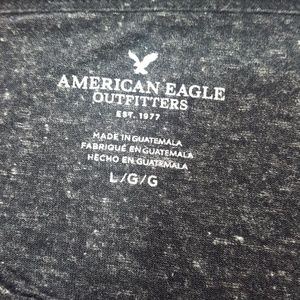 AMERICAN EAGLE
OUTFITTERS
EST. 1977
MADE IN GUATEMALA
FABRIQUÉ EN GUATEMALA
HECHO EN GUATEMALA
L/G/G